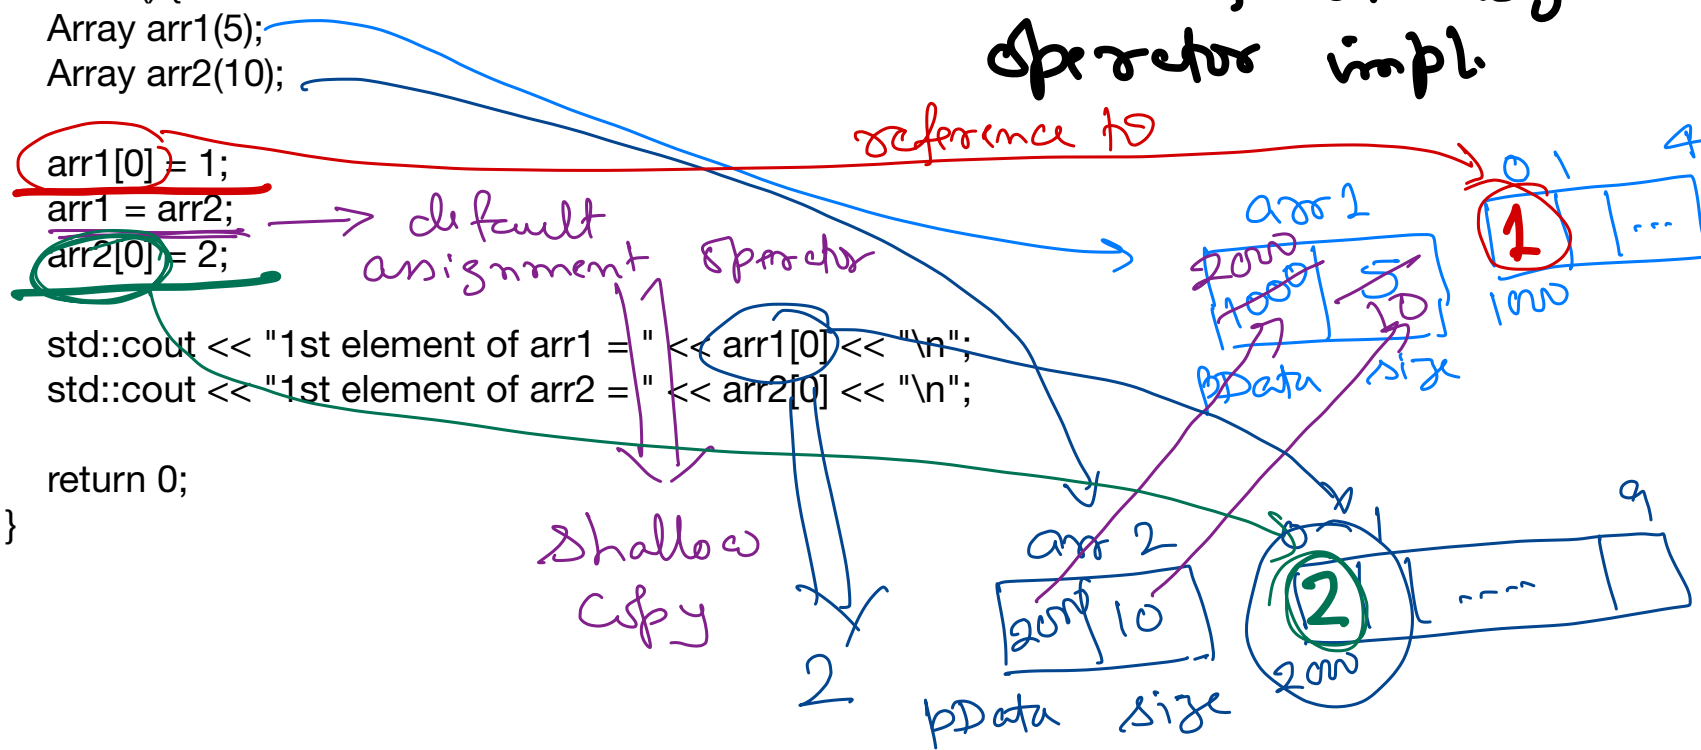 Array arr1(5);
Array arr2(10);
operator impl.
reference to
arr1[0] = 1;
0 1 4
arr1 = arr2;
default
arr 1
1 ...
arr2[0] = 2;
assignment operator
2000
1000 5
10
1000
std::cout << "1st element of arr1 = " << arr1[0] << "\n";
pData size
std::cout << "1st element of arr2 = " << arr2[0] << "\n";
return 0;
}
shallow
copy
arr 2
0 1 9
2000 10
2 ....
2000
2
pData size